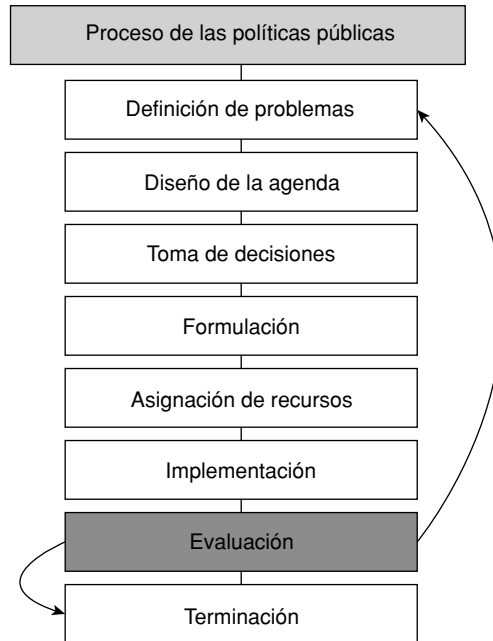 Proceso de las políticas públicas
Definición de problemas
Diseño de la agenda
Toma de decisiones
Formulación
Asignación de recursos
Implementación
Evaluación
Terminación